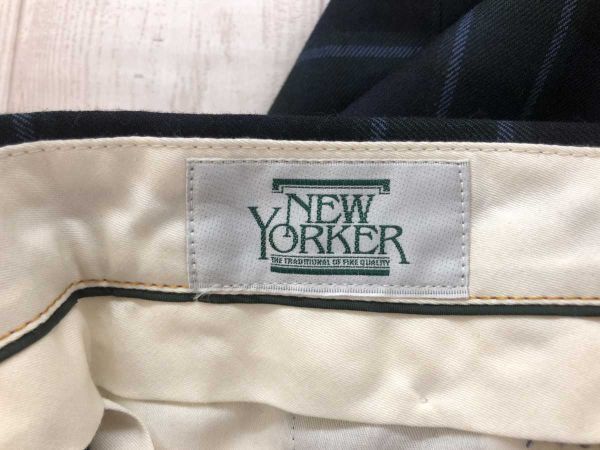 NEW
YORKER
THE TRADITIONAL OF FINE QUALITY